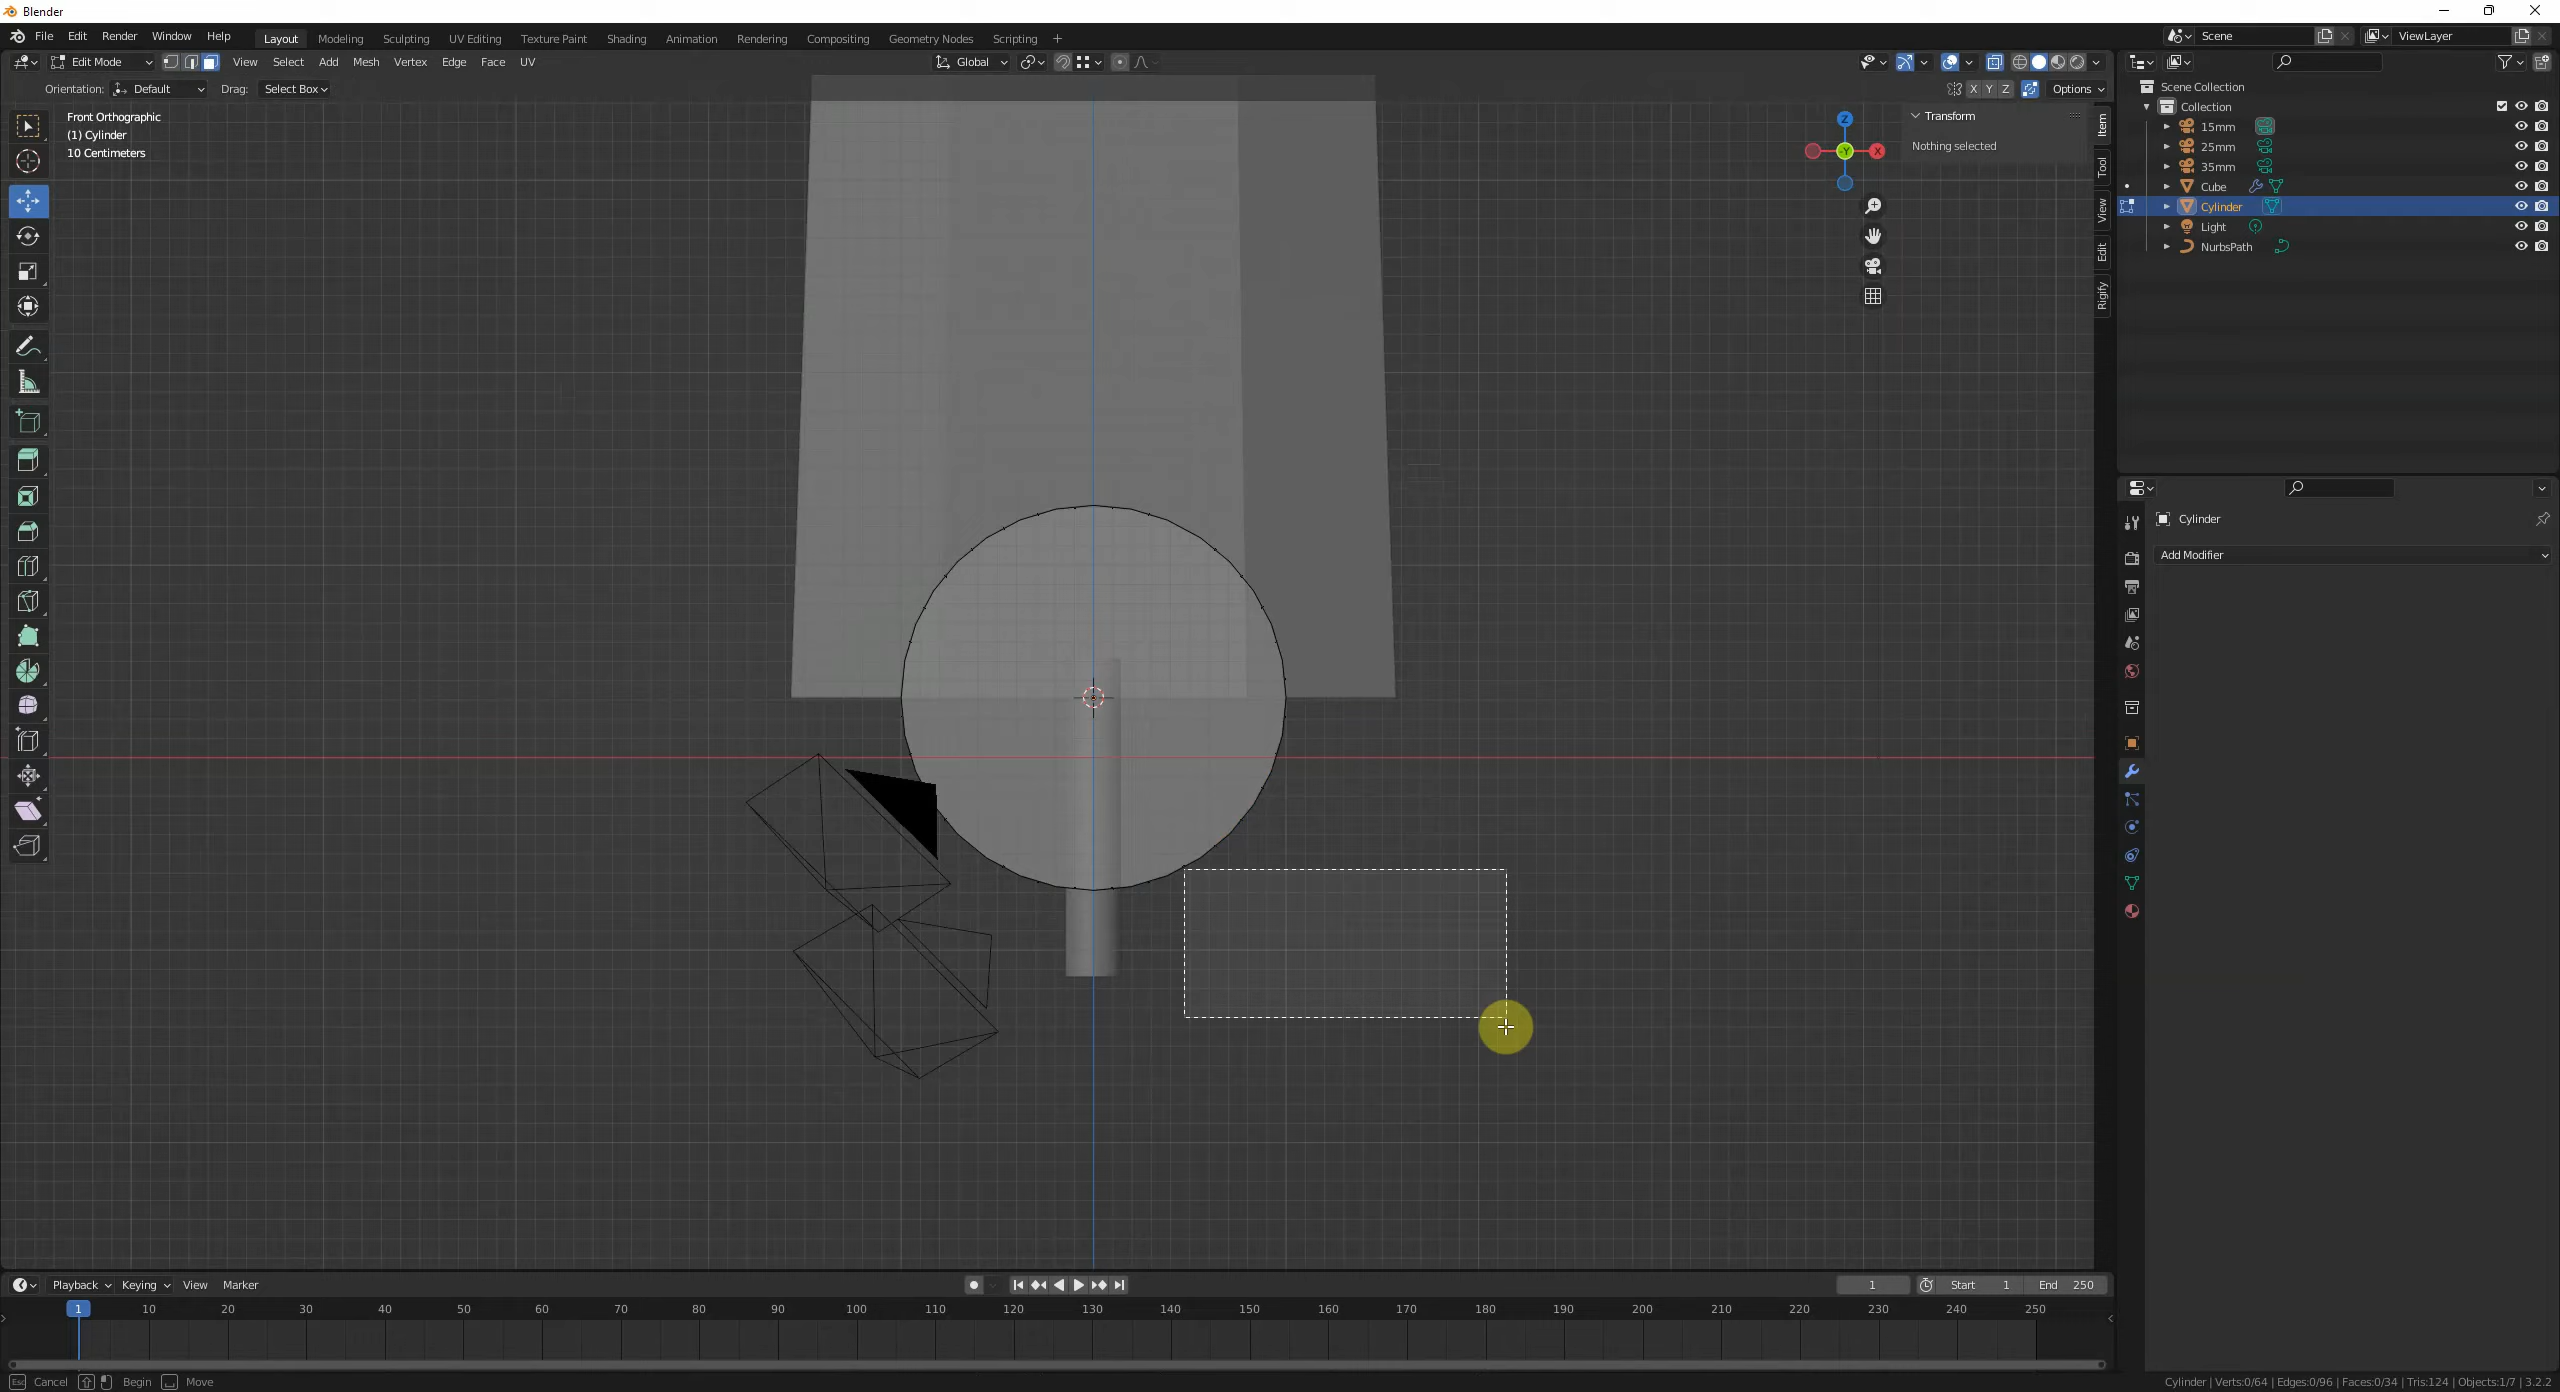 Blender
File Edit Render Window Help Layout Modeling Sculpting UV Editing Texture Paint Shading Animation Rendering Compositing Geometry Nodes Scripting + Scene ViewLayer
Edit Mode View Select Add Mesh Vertex Edge Face UV Global
Orientation: Default Drag: Select Box X Y Z Options
Front Orthographic
(1) Cylinder
10 Centimeters
Z
Y
X
Transform
Nothing selected
Item
Tool
View
Edit
Rigify
Scene Collection
Collection
15mm
25mm
35mm
Cube
Cylinder
Light
NurbsPath
Cylinder
Add Modifier
Playback Keying View Marker 1 Start 1 End 250
1 10 20 30 40 50 60 70 80 90 100 110 120 130 140 150 160 170 180 190 200 210 220 230 240 250
Esc Cancel Begin Move
Cylinder | Verts:0/64 | Edges:0/96 | Faces:0/34 | Tris:124 | Objects:1/7 | 3.2.2